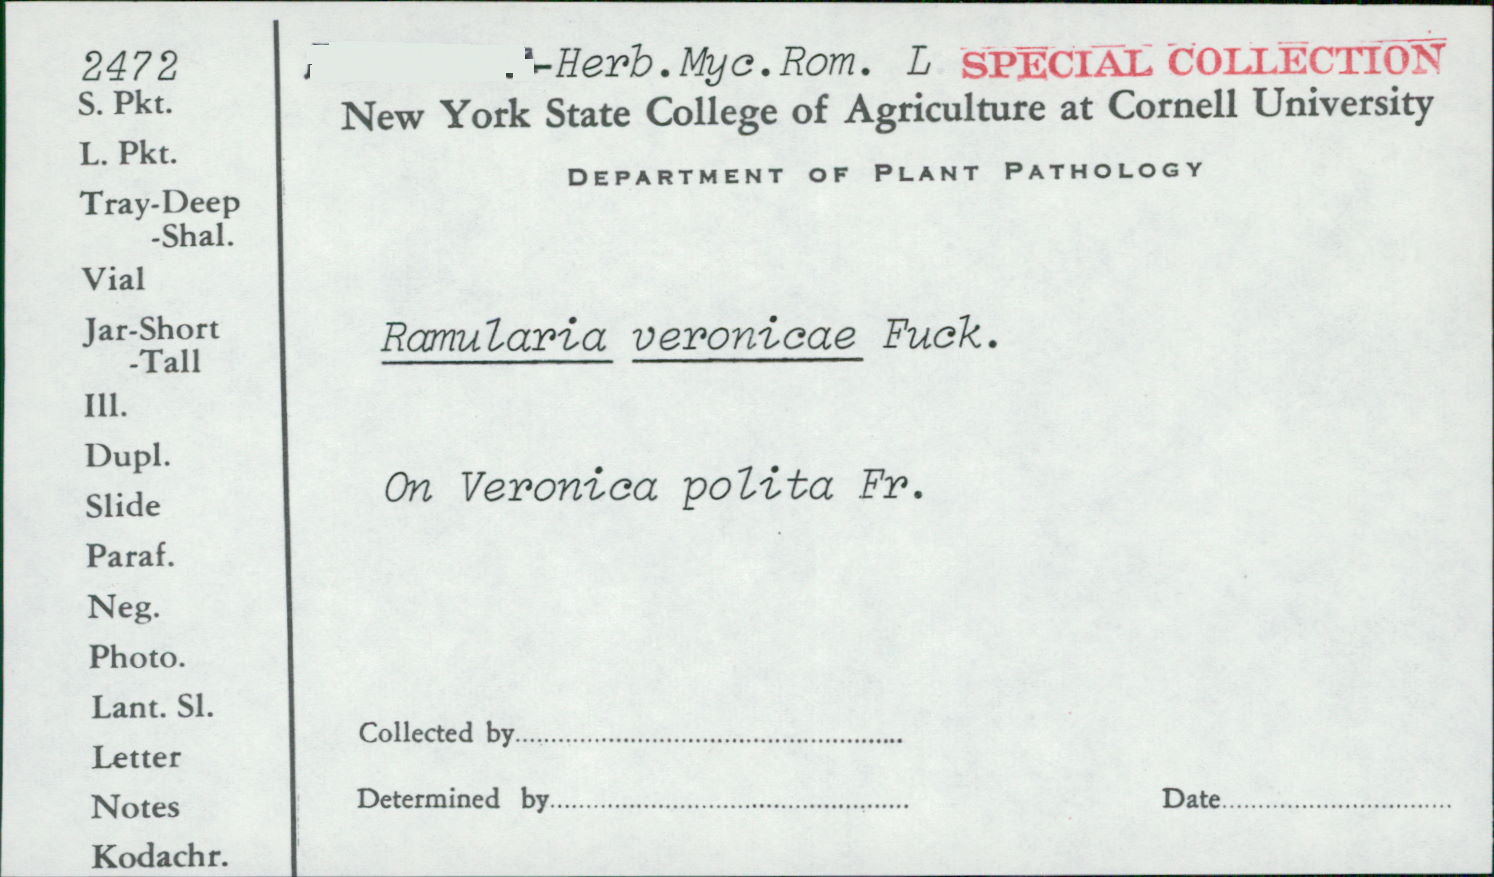 2472
S. Pkt.
L. Pkt.
Tray-Deep
-Shal.
Vial
Jar-Short
-Tall
Ill.
Dupl.
Slide
Paraf.
Neg.
Photo.
Lant. Sl.
Letter
Notes
Kodachr.
-Herb.Myc.Rom. L SPECIAL COLLECTION
New York State College of Agriculture at Cornell University
DEPARTMENT OF PLANT PATHOLOGY
Ramularia veronicae Fuck.
On Veronica polita Fr.
Collected by
Determined by
Date